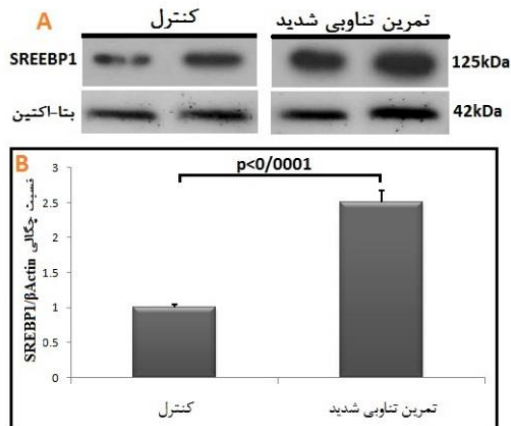 A
کنترل
تمرین تناوبی شدید
SREEBP1
125kDa
بتا-اکتین
42kDa
B
p<0/0001
نسبت چگالی SREBP1/βActin
3
2.5
2
1.5
1
0.5
0
کنترل
تمرین تناوبی شدید